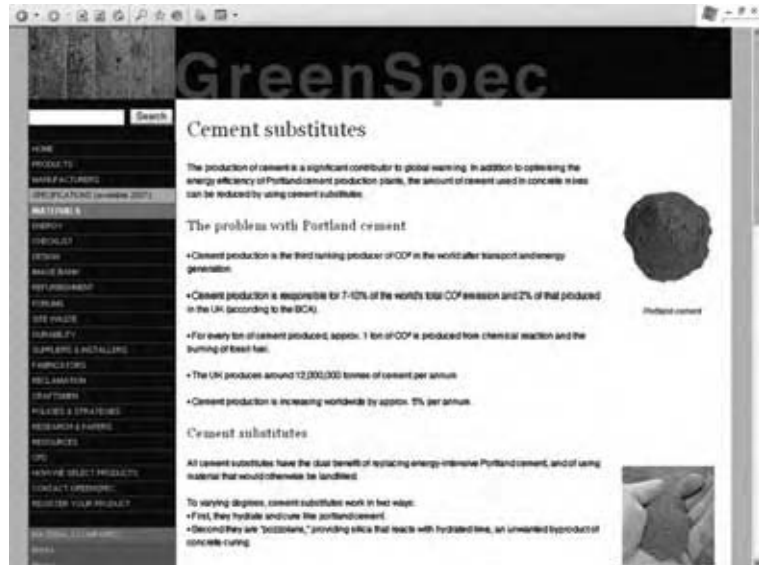 GreenSpec
Search
HOME
PRODUCTS
MANUFACTURERS
SPECIFICATIONS (available 2007)
MATERIALS
ENERGY
CHECKLIST
DESIGN
IMAGE BANK
REFURBISHMENT
FORUMS
SITE WASTE
DURABILITY
SUPPLIERS & INSTALLERS
FABRICATORS
RECLAMATION
CRAFTSMEN
POLICIES & STRATEGIES
RESEARCH & PAPERS
RESOURCES
CPD
HOW WE SELECT PRODUCTS
CONTACT GREENSPEC
REGISTER YOUR PRODUCT
Cement substitutes
The production of cement is a significant contributor to global warming. In addition to optimising the
energy efficiency of Portland cement production plants, the amount of cement used in concrete mixes
can be reduced by using cement substitutes.
The problem with Portland cement
•Cement production is the third ranking producer of CO² in the world after transport and energy
generation
•Cement production is responsible for 7-10% of the world's total CO² emission and 2% of that produced
in the UK (according to the BCA).
•For every ton of cement produced, approx. 1 ton of CO² is produced from chemical reaction and the
burning of fossil fuel.
•The UK produces around 12,000,000 tonnes of cement per annum
•Cement production is increasing worldwide by approx. 5% per annum
Portland cement
Cement substitutes
All cement substitutes have the dual benefit of replacing energy-intensive Portland cement, and of using
material that would otherwise be landfilled.
To varying degrees, cement substitutes work in two ways:
•First, they hydrate and cure like portland cement.
•Second they are "pozzolans," providing silica that reacts with hydrated lime, an unwanted byproduct of
concrete curing.